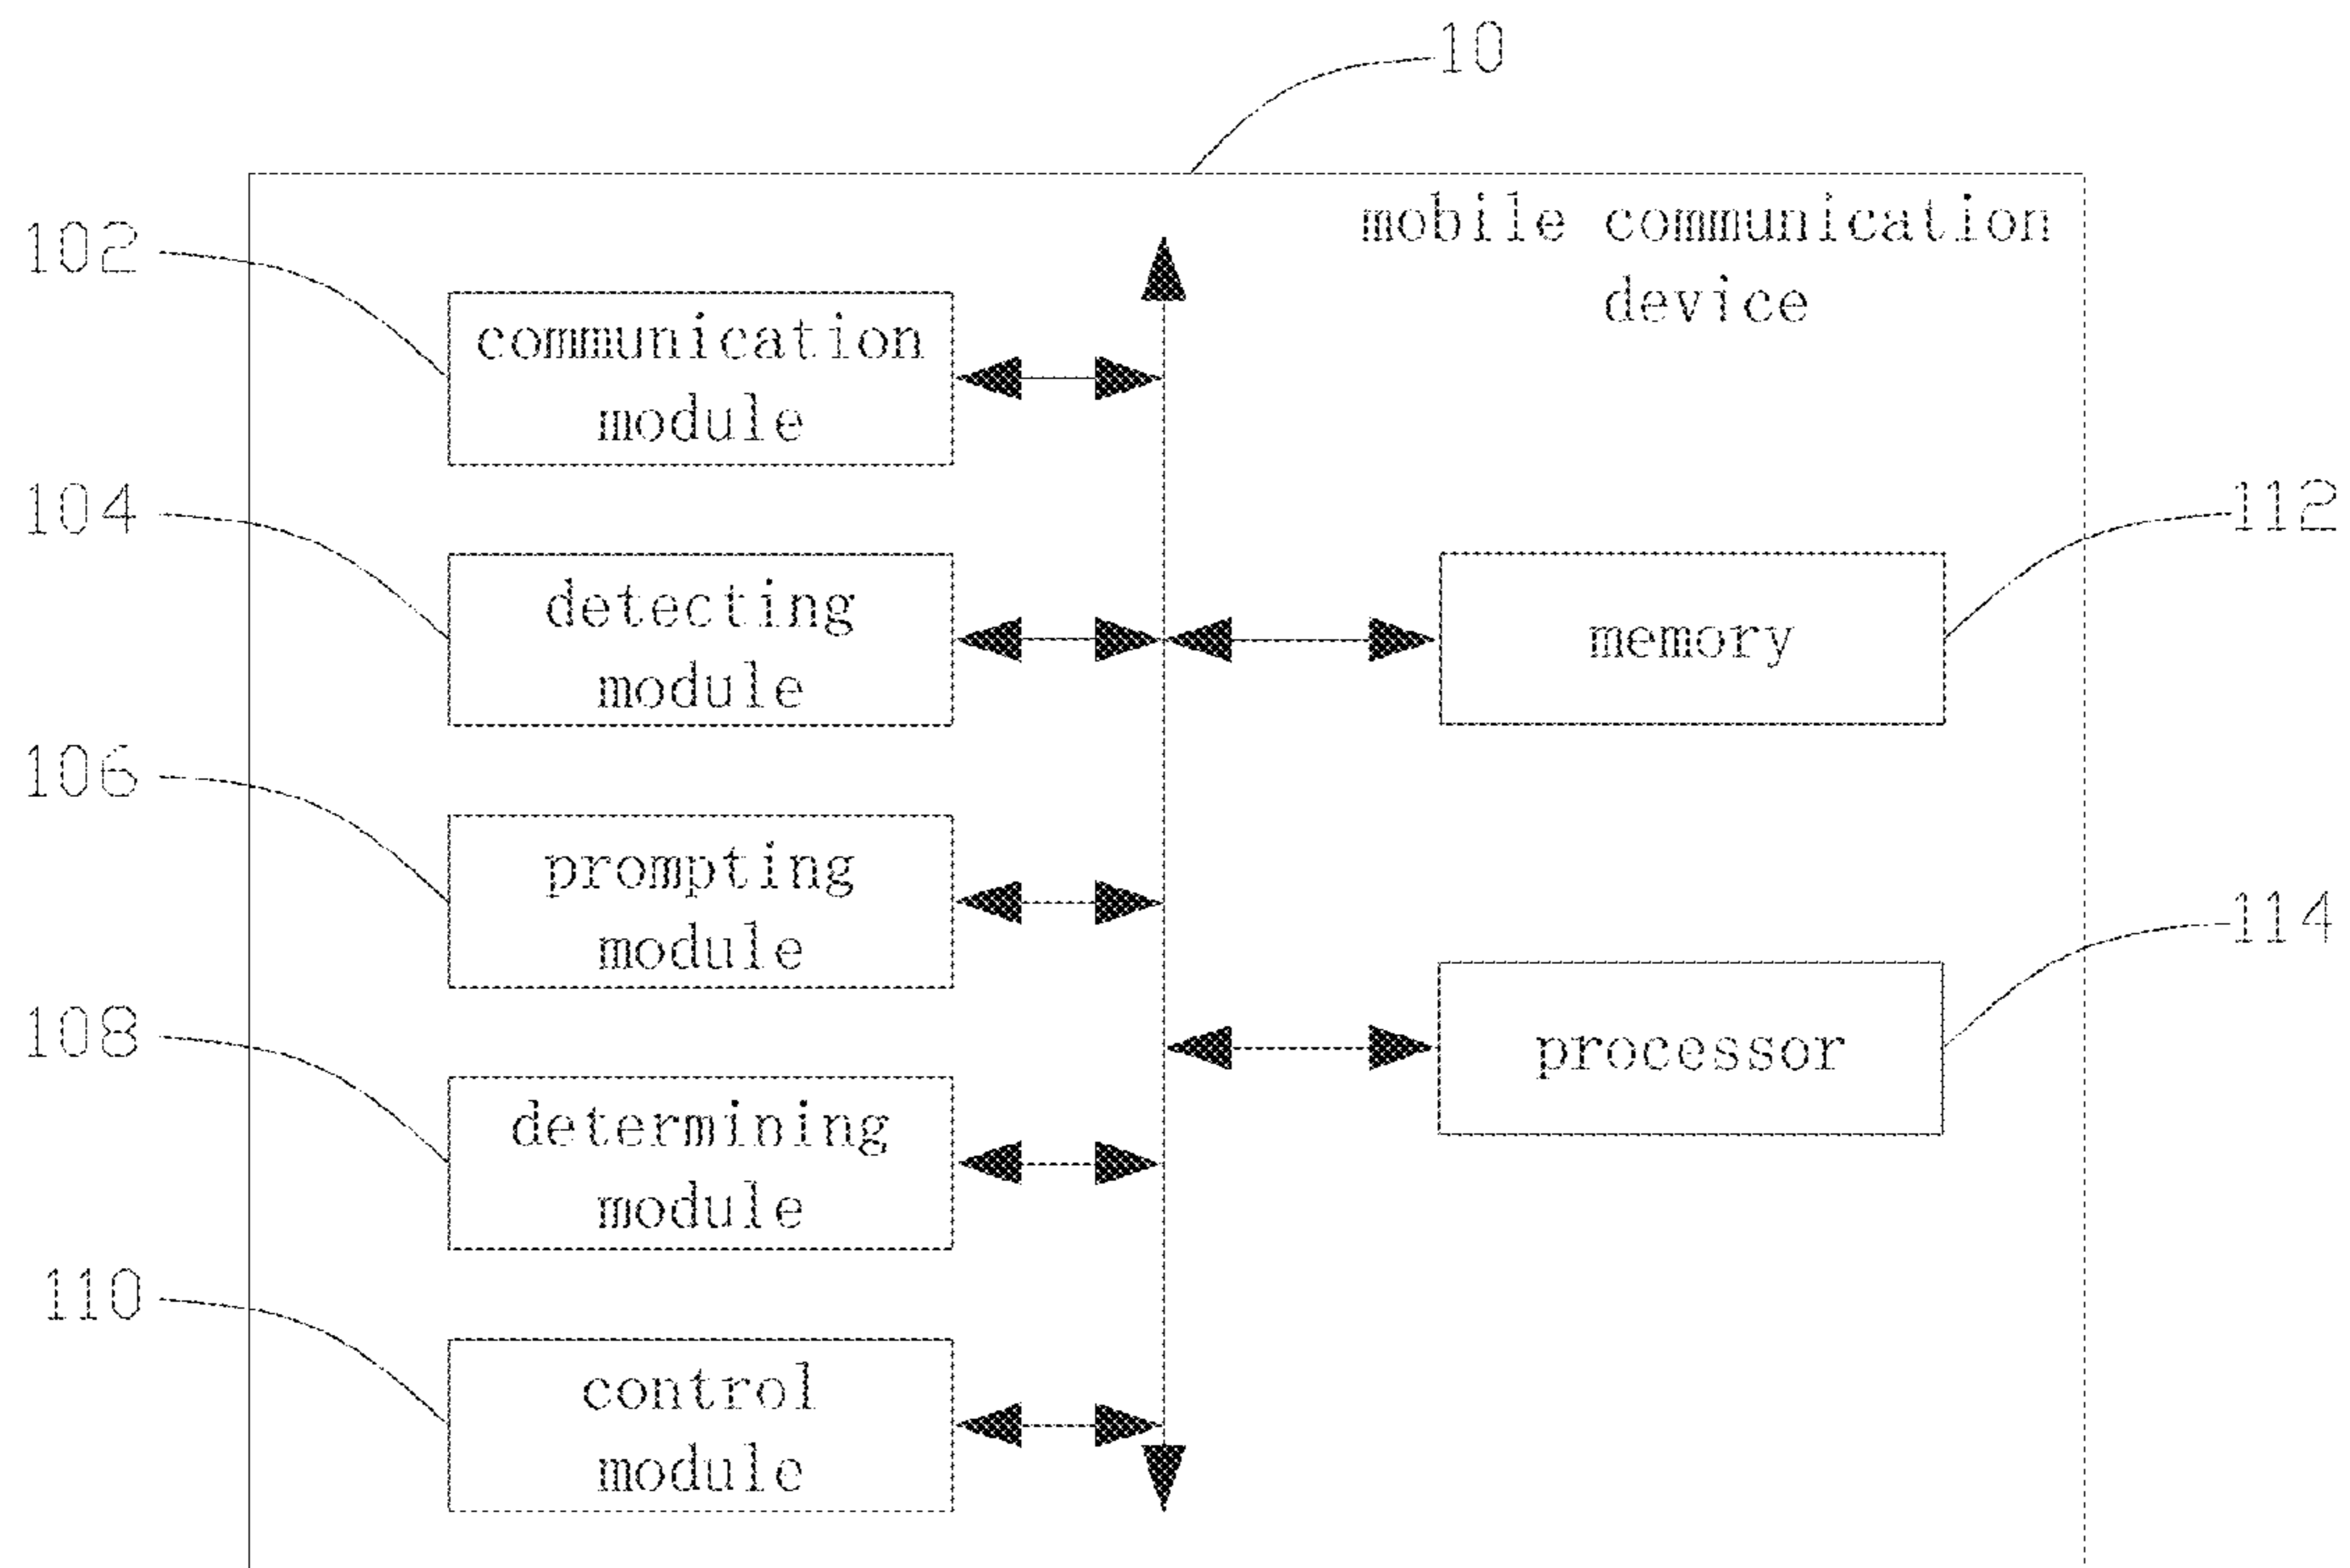 10
mobile communication
device
102
communication
module
104
detecting
module
112
memory
106
prompting
module
114
processor
108
determining
module
110
control
module